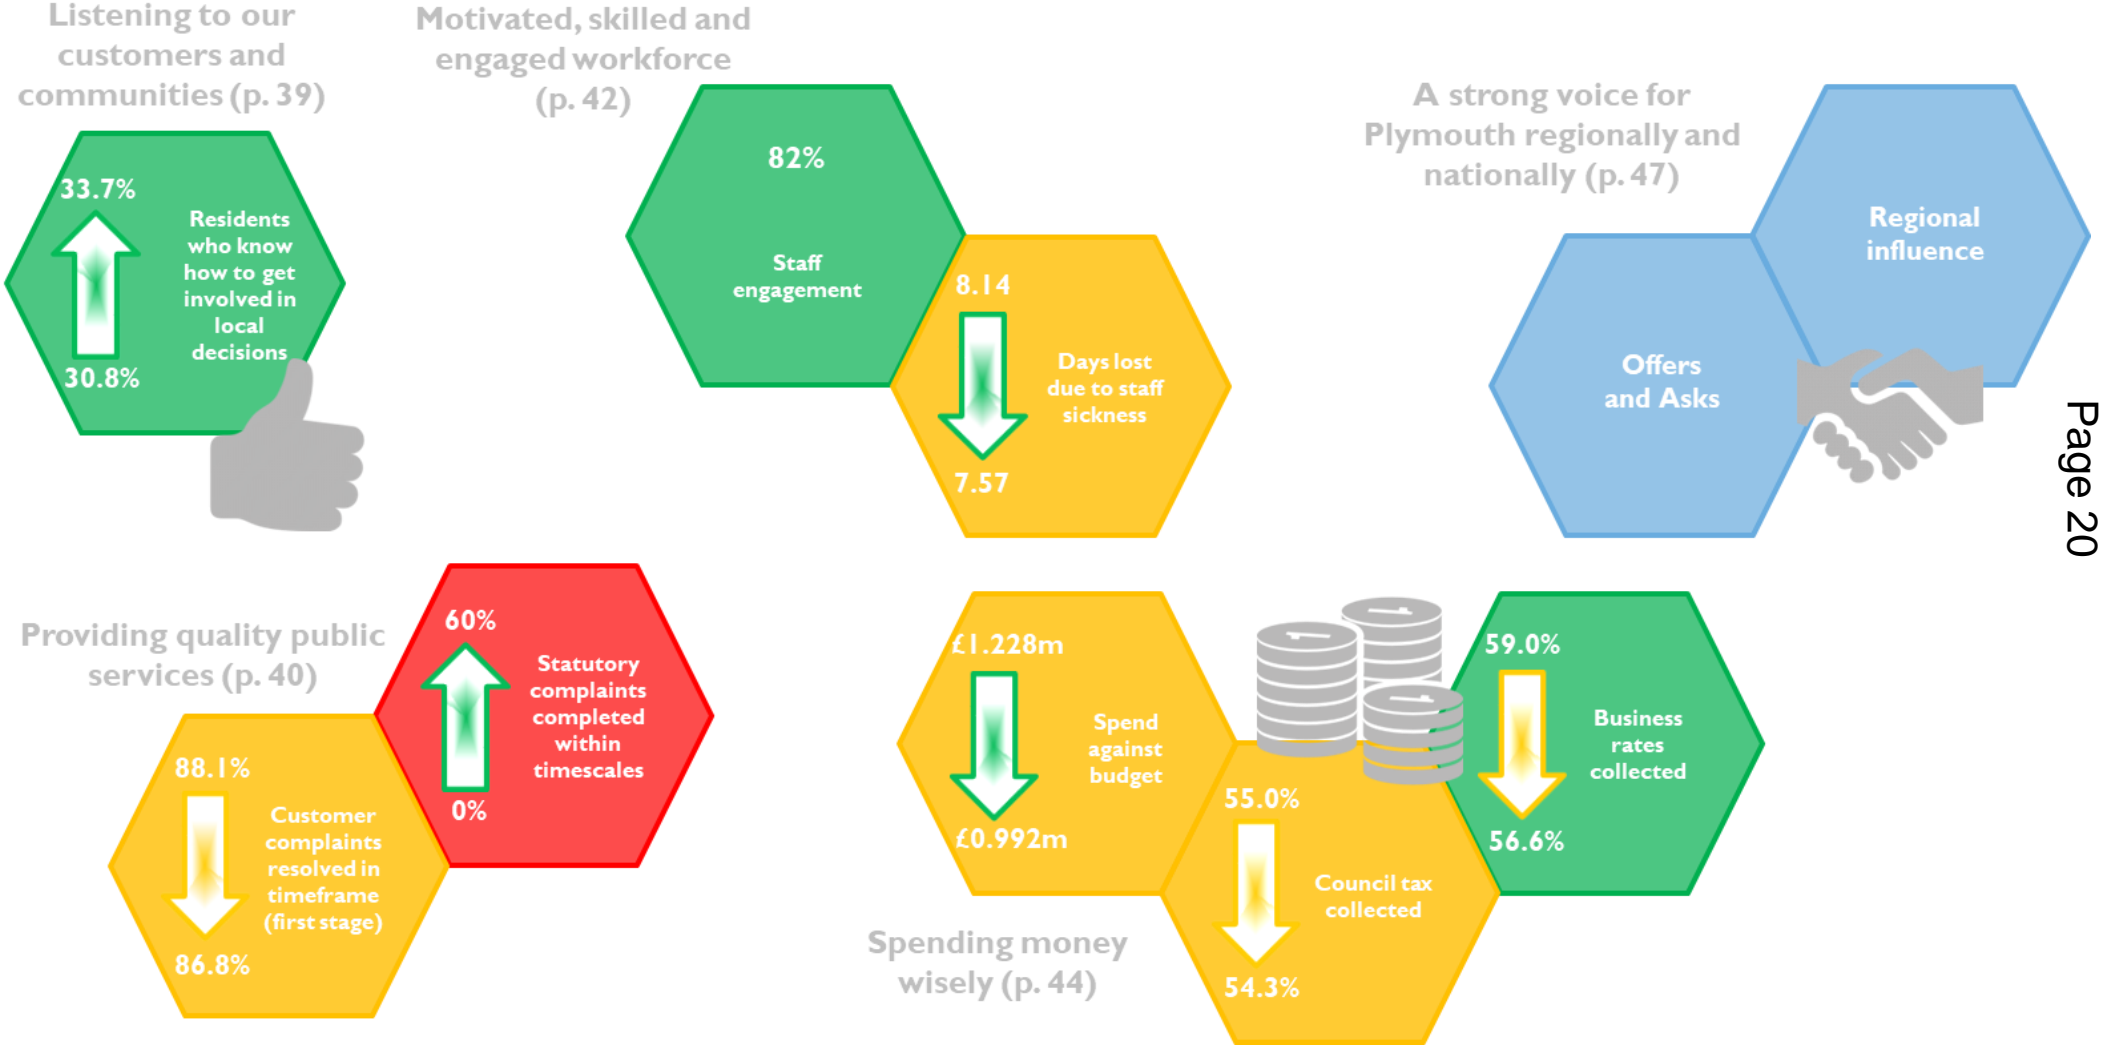 Listening to our
customers and
communities (p. 39)
33.7%
30.8%
Residents
who know
how to get
involved in
local
decisions
Motivated, skilled and
engaged workforce
(p. 42)
82%
Staff
engagement
8.14
7.57
Days lost
due to staff
sickness
A strong voice for
Plymouth regionally and
nationally (p. 47)
Offers
and Asks
Regional
influence
Page 20
Providing quality public
services (p. 40)
88.1%
86.8%
Customer
complaints
resolved in
timeframe
(first stage)
60%
0%
Statutory
complaints
completed
within
timescales
£1.228m
£0.992m
Spend
against
budget
1
1
1
55.0%
54.3%
Council tax
collected
59.0%
56.6%
Business
rates
collected
Spending money
wisely (p. 44)